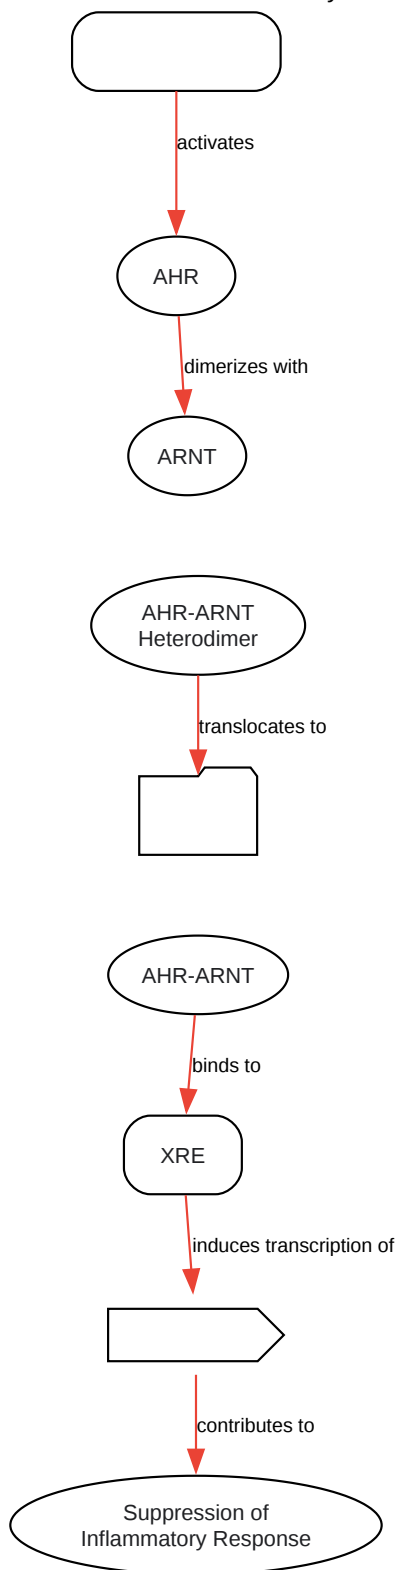 activates
AHR
dimerizes with
ARNT
AHR-ARNT
Heterodimer
translocates to
AHR-ARNT
binds to
XRE
induces transcription of
contributes to
Suppression of
Inflammatory Response